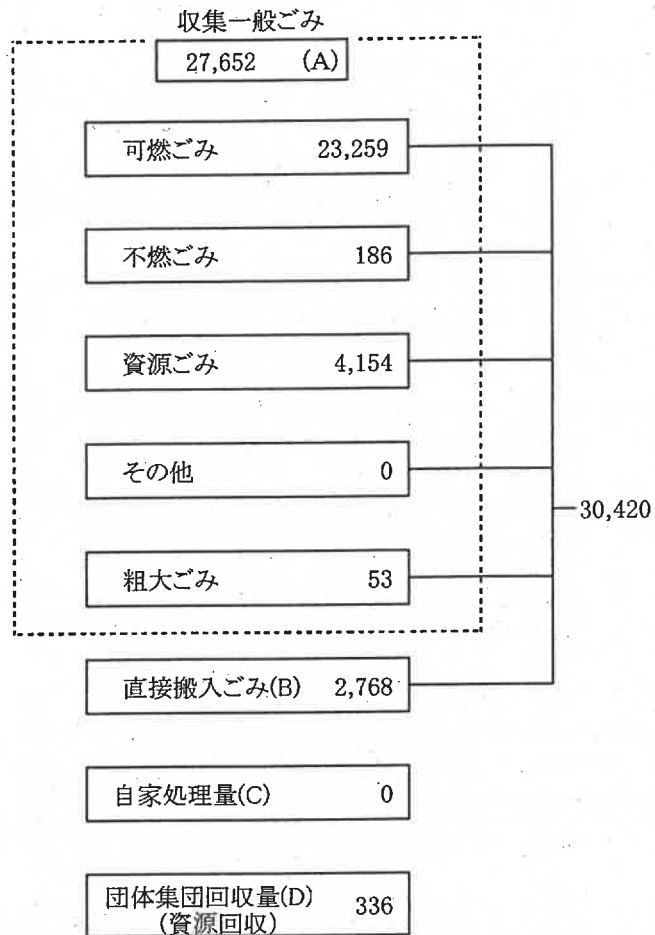 収集一般ごみ
27,652 (A)
可燃ごみ 23,259
不燃ごみ 186
資源ごみ 4,154
その他 0
粗大ごみ 53
30,420
直接搬入ごみ(B) 2,768
自家処理量(C) 0
団体集団回収量(D) 336
(資源回収)